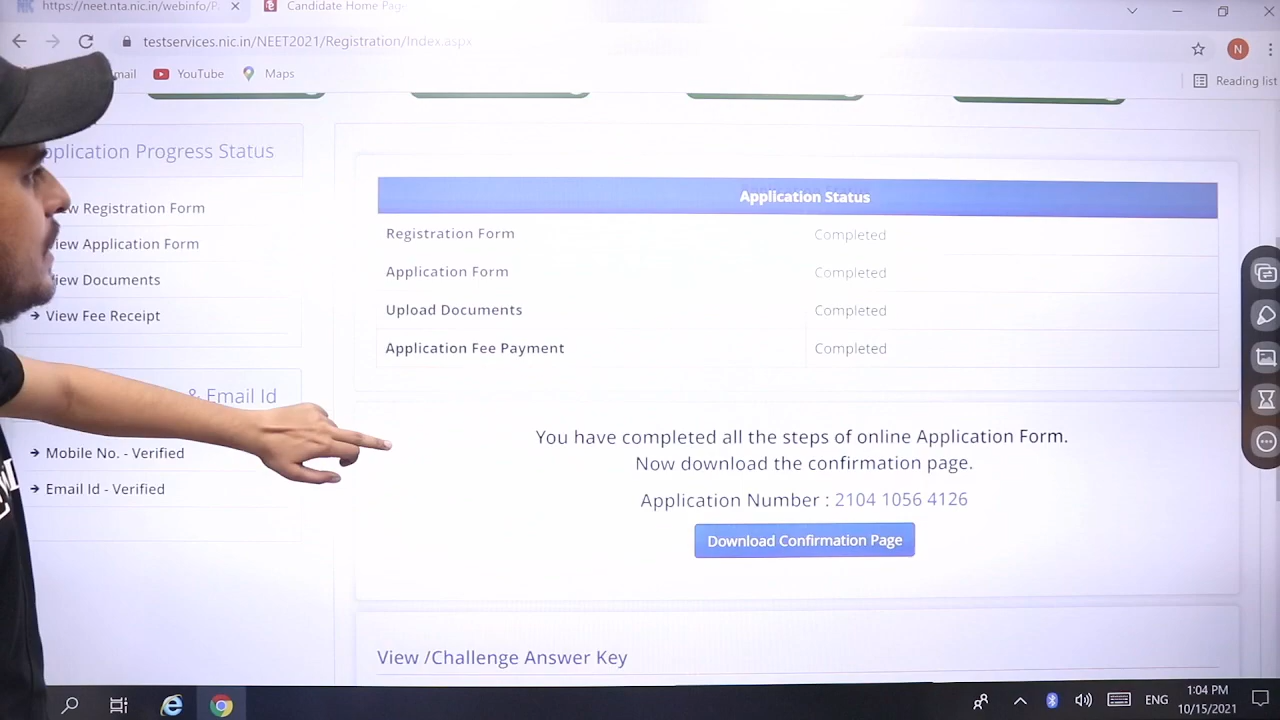 https://neet.nta.nic.in/webinfo/P
Candidate Home Pag
testservices.nic.in/NEET2021/Registration/Index.aspx
mail
YouTube
Maps
N
Reading list
pplication Progress Status
ew Registration Form
iew Application Form
iew Documents
View Fee Receipt
& Email Id
Mobile No. - Verified
Email Id - Verified
Application Status
Registration Form Completed
Application Form Completed
Upload Documents Completed
Application Fee Payment Completed
You have completed all the steps of online Application Form.
Now download the confirmation page.
Application Number : 2104 1056 4126
Download Confirmation Page
View /Challenge Answer Key
ENG
1:04 PM
10/15/2021